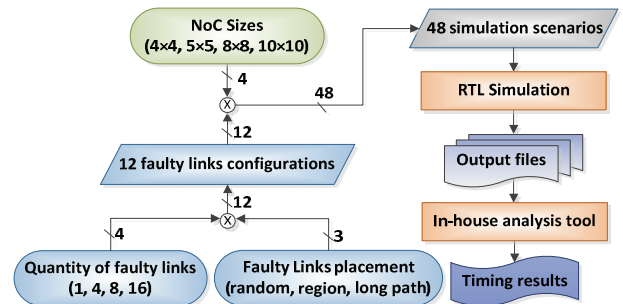 NoC Sizes
(4×4, 5×5, 8×8, 10×10)
4
X
48
12
12 faulty links configurations
12
X
4
3
Quantity of faulty links
(1, 4, 8, 16)
Faulty Links placement
(random, region, long path)
48 simulation scenarios
RTL Simulation
Output files
In-house analysis tool
Timing results